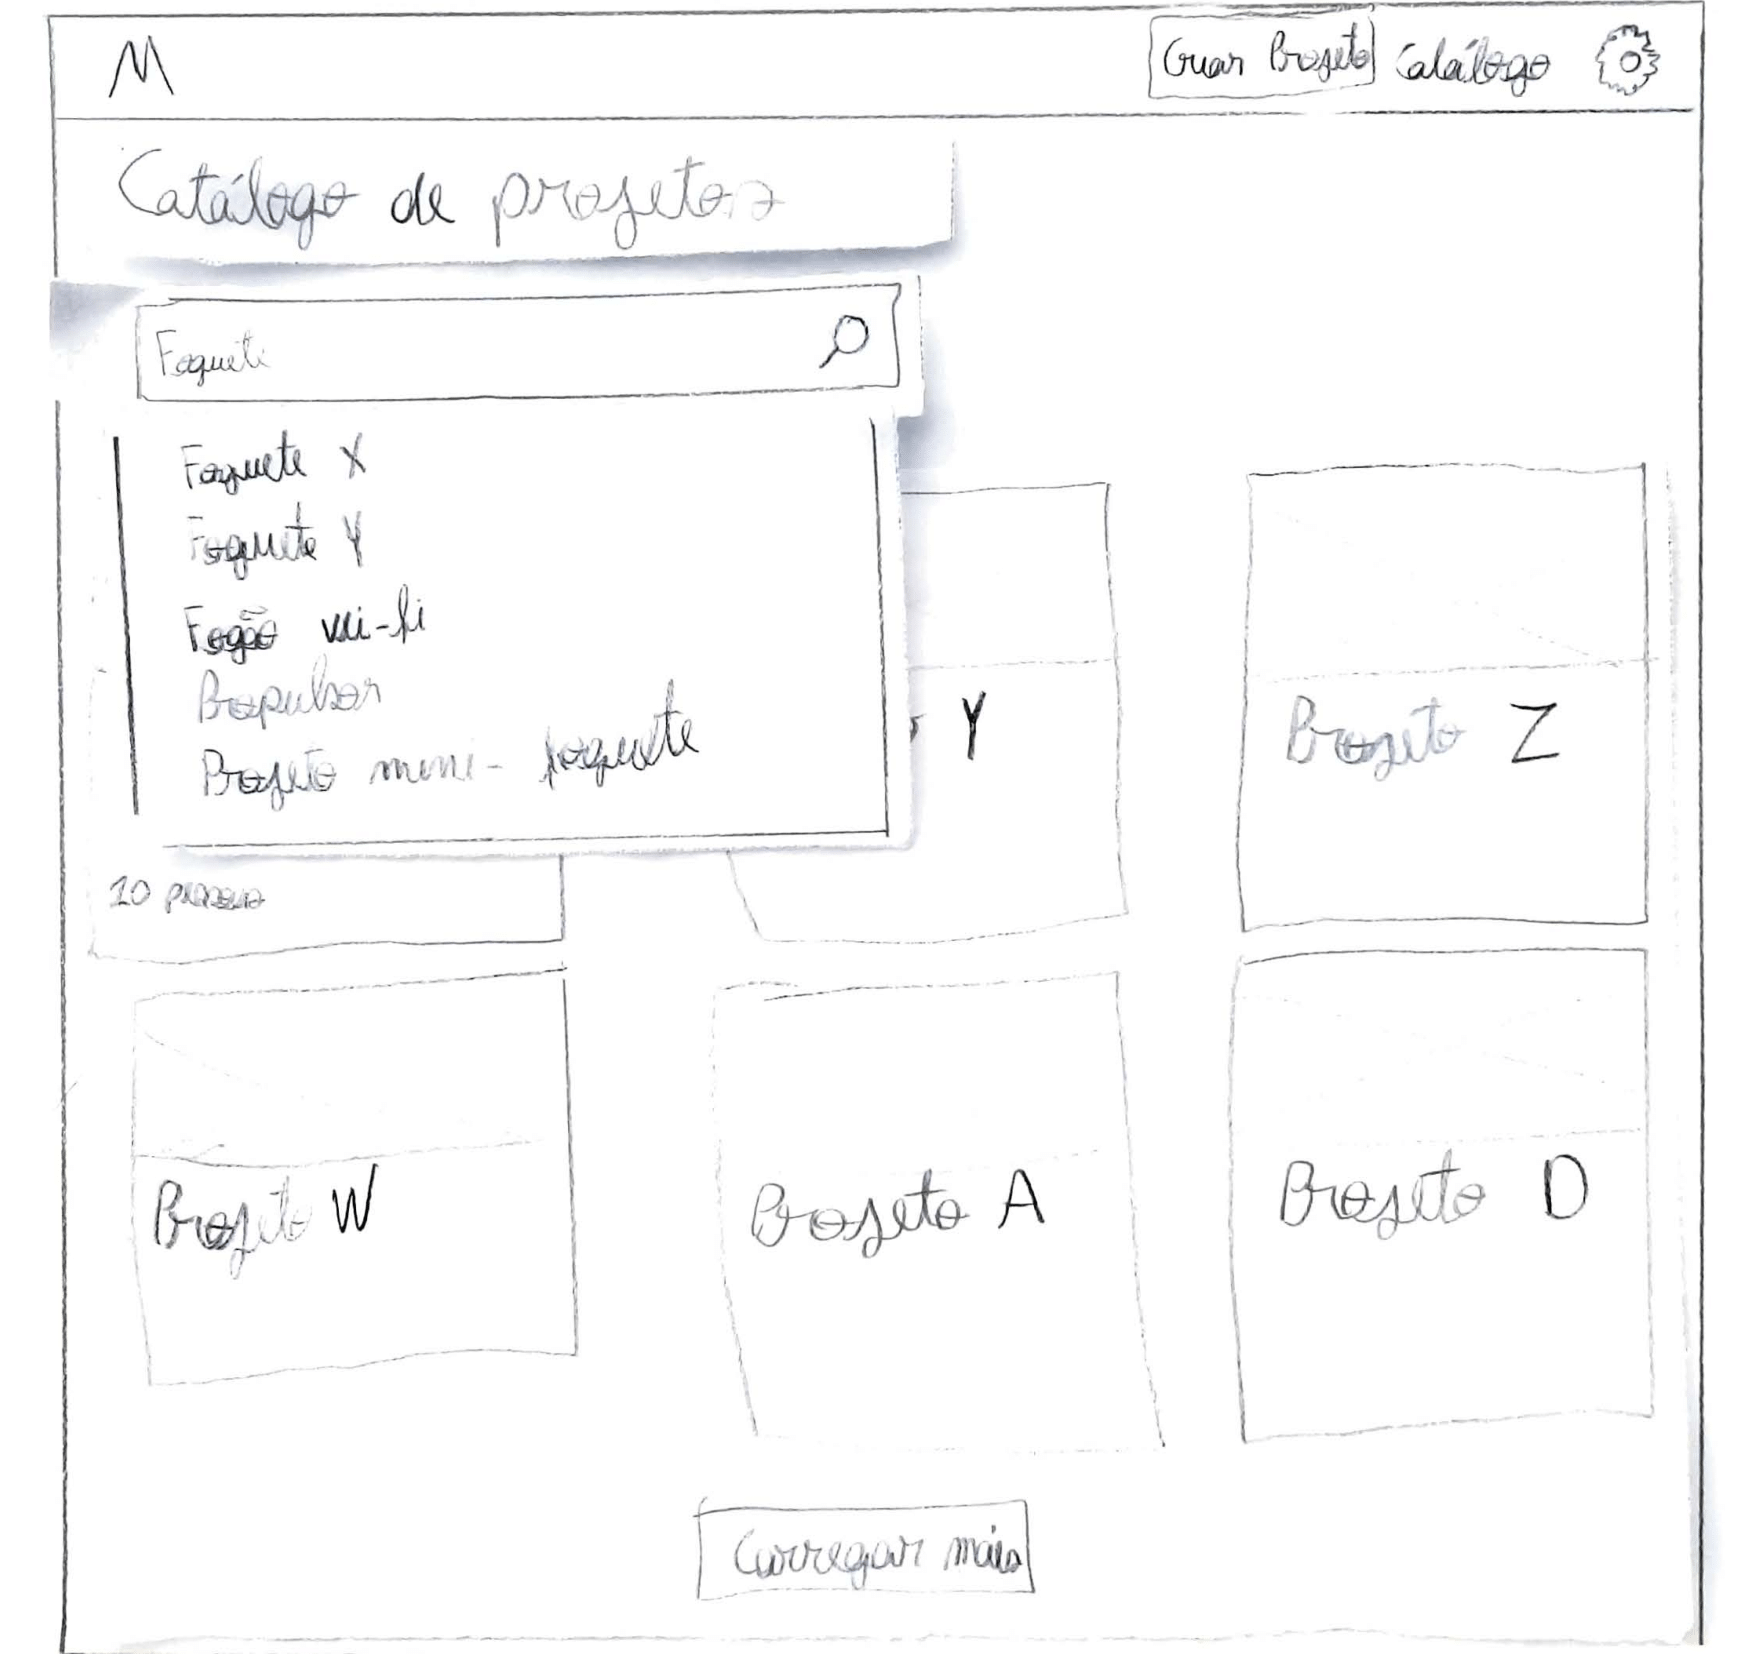 M
Criar Projeto Catálogo
Catálogo de projetos
Foguete
Foguete X
Foguete Y
Fogão wi-fi
Propulsor
Projeto mini-foguete
Y
Projeto Z
10 passos
Projeto W
Projeto A
Projeto D
Carregar mais